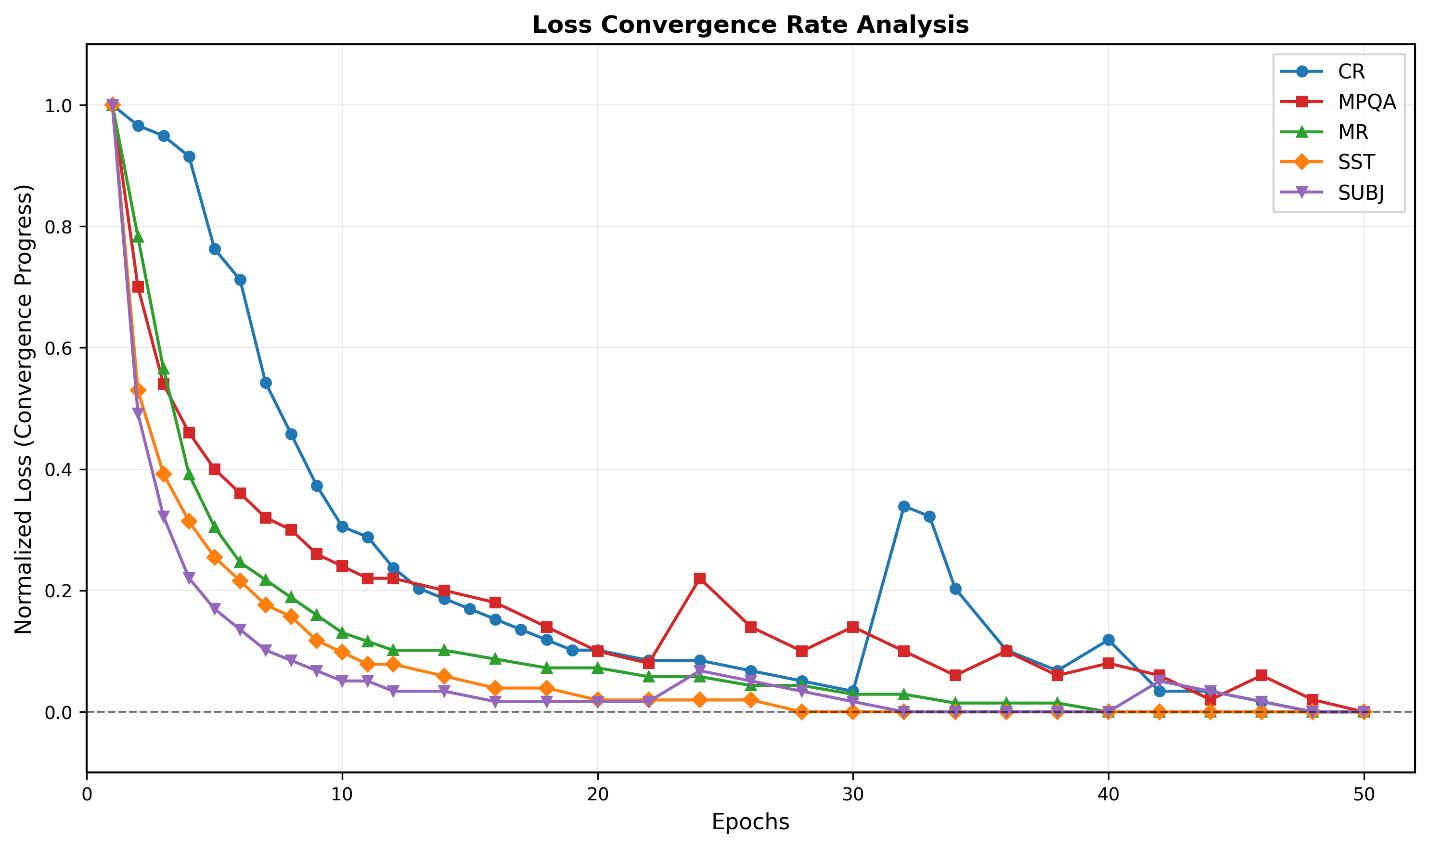 Loss Convergence Rate Analysis
CR
MPQA
MR
SST
SUBJ
Normalized Loss (Convergence Progress)
1.0
0.8
0.6
0.4
0.2
0.0
0 10 20 30 40 50
Epochs